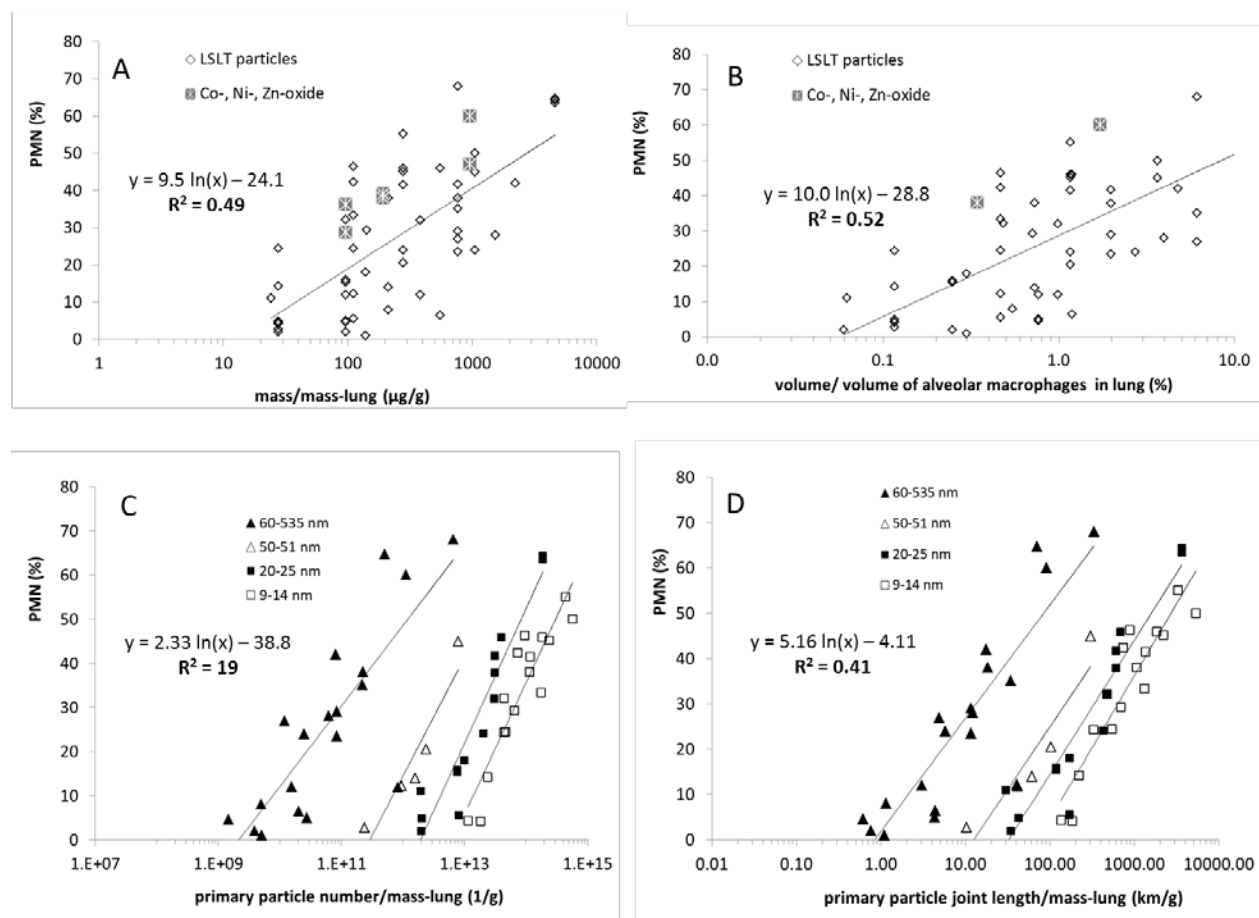 A
LSLT particles
Co-, Ni-, Zn-oxide
y = 9.5 ln(x) – 24.1
R² = 0.49
PMN (%)
80
70
60
50
40
30
20
10
0
1
10
100
1000
10000
mass/mass-lung (µg/g)
B
LSLT particles
Co-, Ni-, Zn-oxide
y = 10.0 ln(x) – 28.8
R² = 0.52
PMN (%)
80
70
60
50
40
30
20
10
0
0.0
0.1
1.0
10.0
volume/ volume of alveolar macrophages in lung (%)
C
60-535 nm
50-51 nm
20-25 nm
9-14 nm
y = 2.33 ln(x) – 38.8
R² = 19
PMN (%)
80
70
60
50
40
30
20
10
0
1.E+07
1.E+09
1.E+11
1.E+13
1.E+15
primary particle number/mass-lung (1/g)
D
60-535 nm
50-51 nm
20-25 nm
9-14 nm
y = 5.16 ln(x) – 4.11
R² = 0.41
PMN (%)
80
70
60
50
40
30
20
10
0
0.01
0.10
1.00
10.00
100.00
1000.00
10000.00
primary particle joint length/mass-lung (km/g)